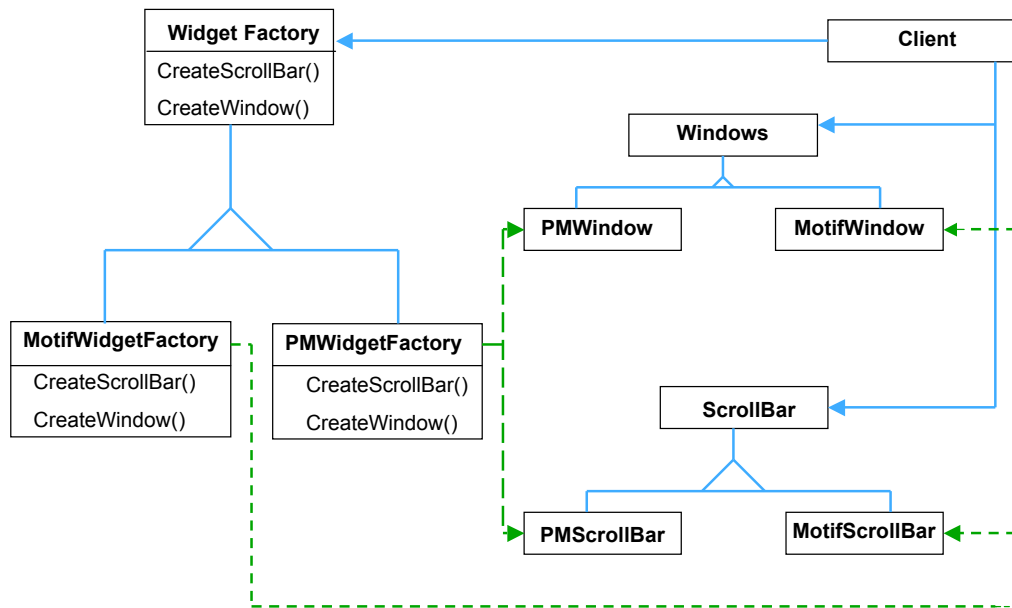 Widget Factory
CreateScrollBar()
CreateWindow()
Client
Windows
PMWindow
MotifWindow
MotifWidgetFactory
CreateScrollBar()
CreateWindow()
PMWidgetFactory
CreateScrollBar()
CreateWindow()
ScrollBar
PMScrollBar
MotifScrollBar